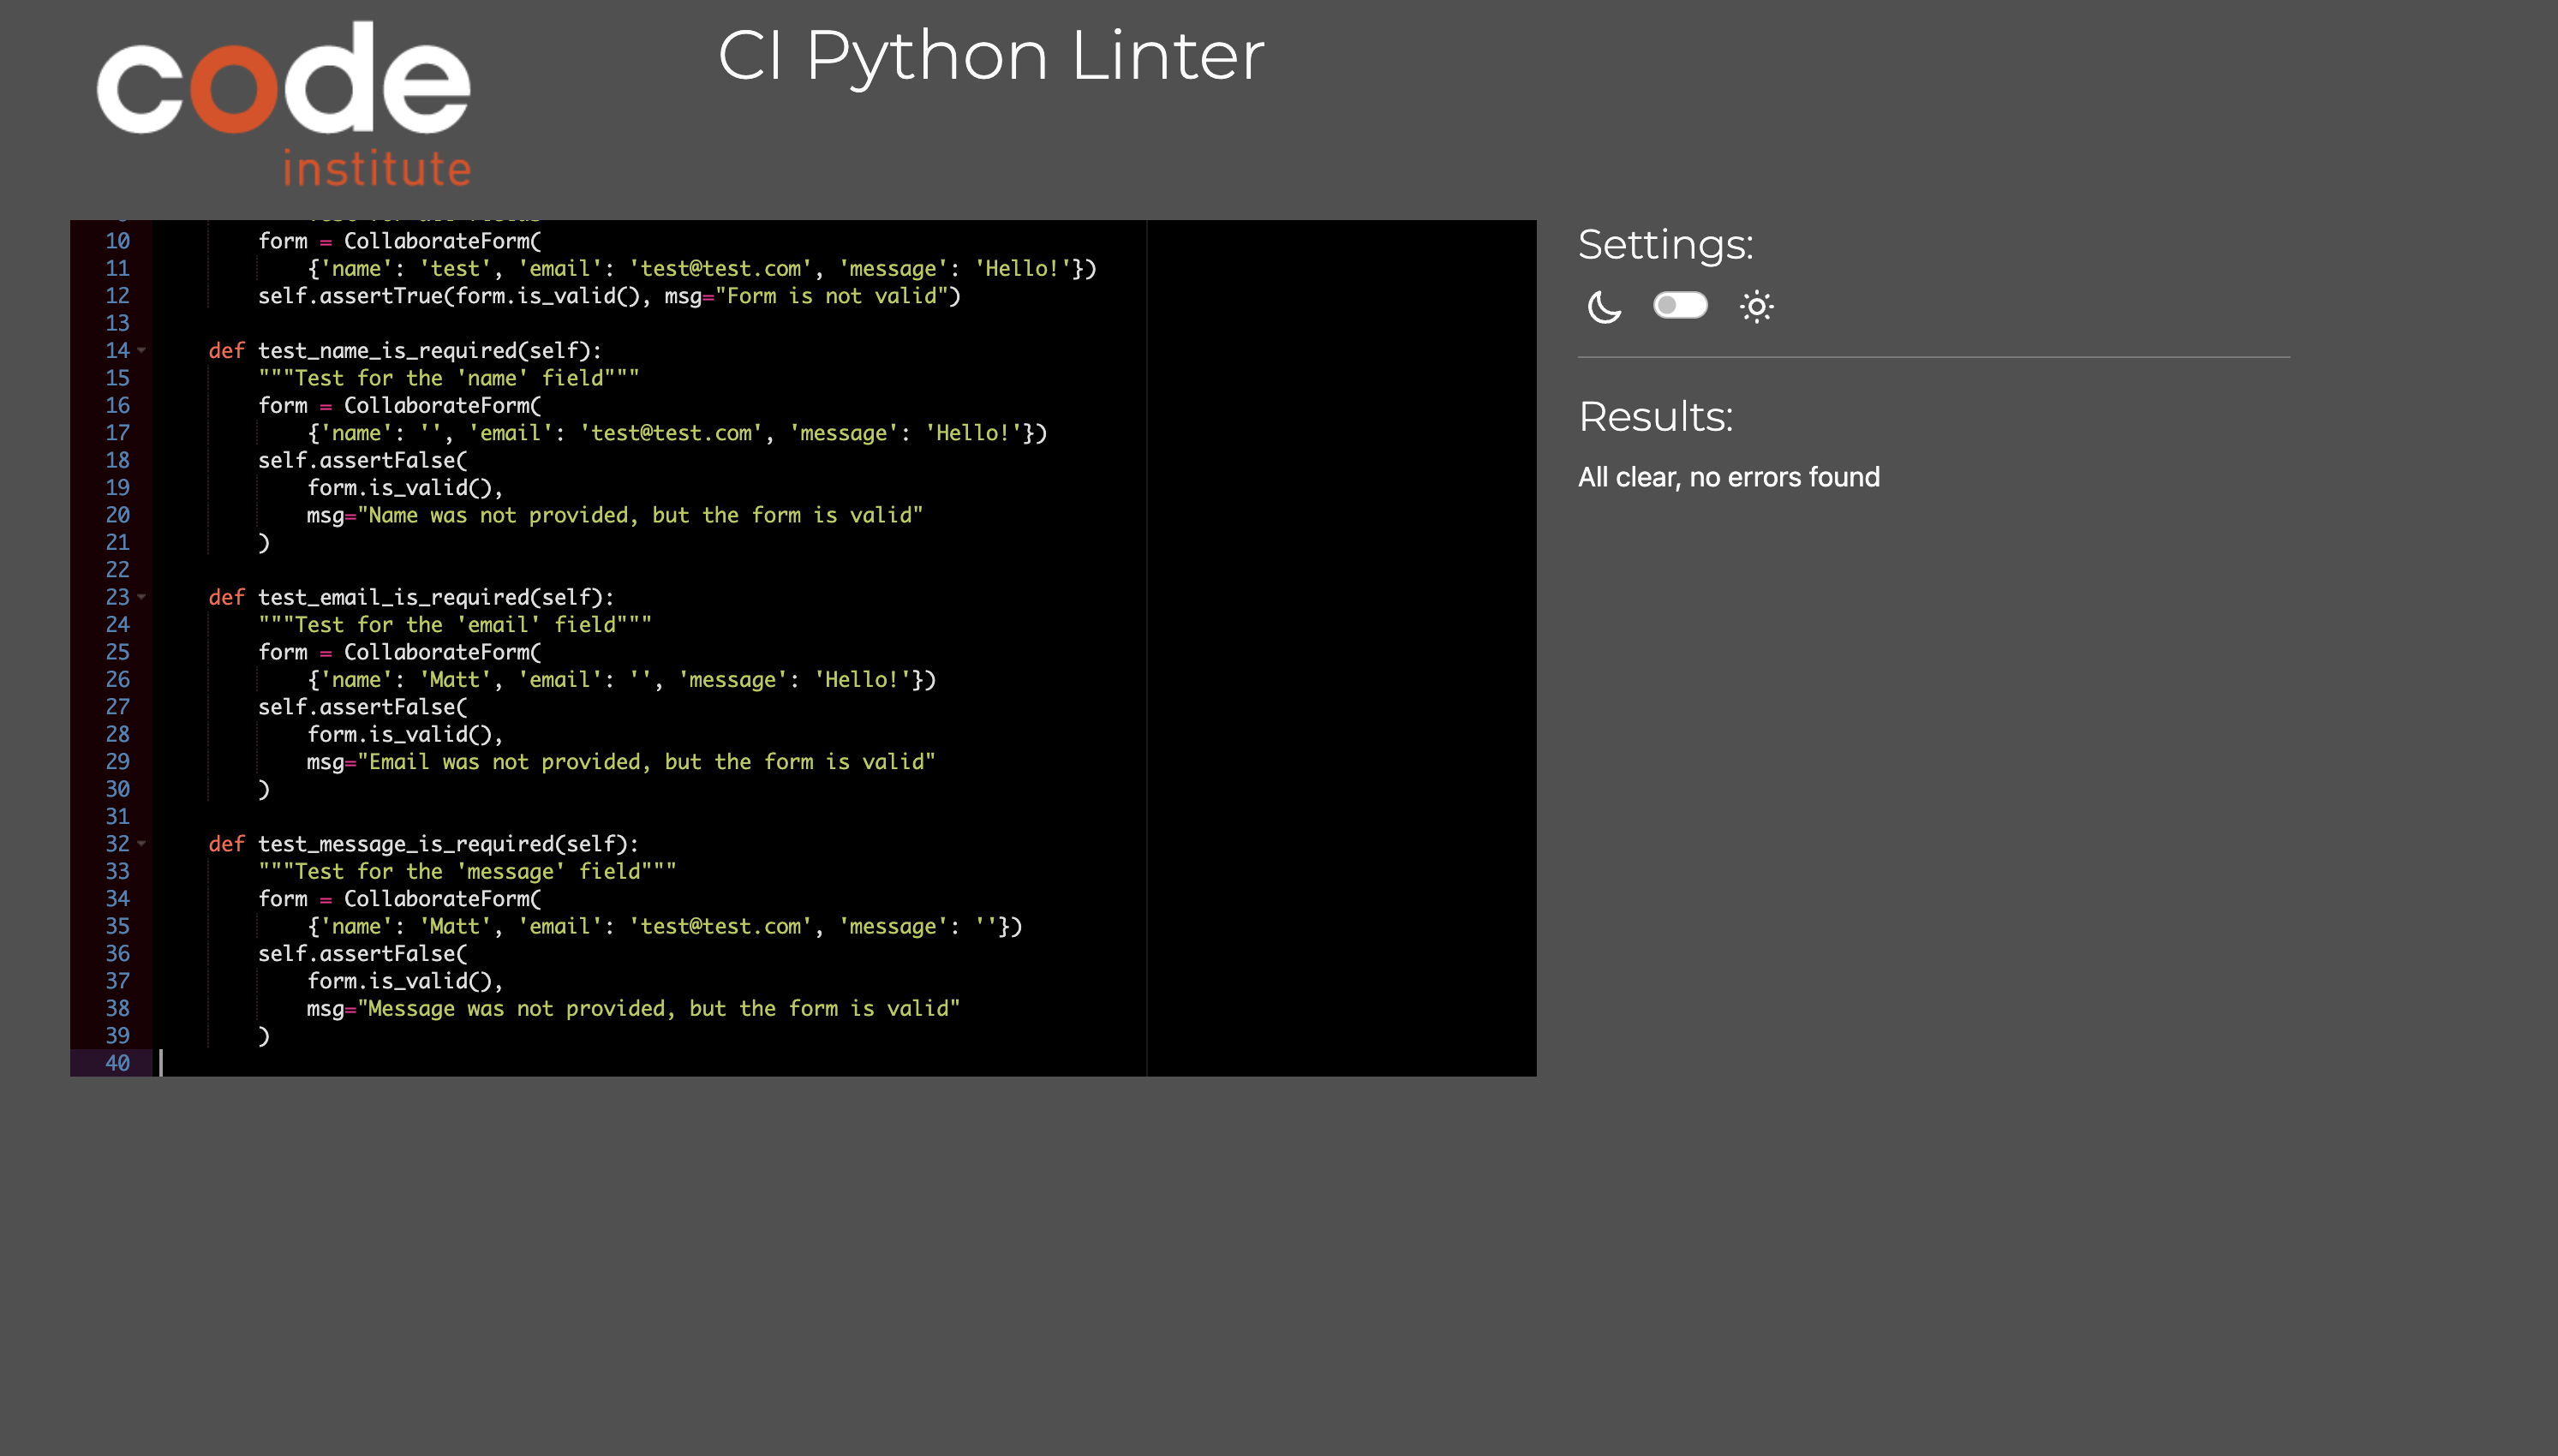 code
institute
CI Python Linter
10 form = CollaborateForm(
11 {'name': 'test', 'email': 'test@test.com', 'message': 'Hello!'})
12 self.assertTrue(form.is_valid(), msg="Form is not valid")
13
14 def test_name_is_required(self):
15 """Test for the 'name' field"""
16 form = CollaborateForm(
17 {'name': '', 'email': 'test@test.com', 'message': 'Hello!'})
18 self.assertFalse(
19 form.is_valid(),
20 msg="Name was not provided, but the form is valid"
21 )
22
23 def test_email_is_required(self):
24 """Test for the 'email' field"""
25 form = CollaborateForm(
26 {'name': 'Matt', 'email': '', 'message': 'Hello!'})
27 self.assertFalse(
28 form.is_valid(),
29 msg="Email was not provided, but the form is valid"
30 )
31
32 def test_message_is_required(self):
33 """Test for the 'message' field"""
34 form = CollaborateForm(
35 {'name': 'Matt', 'email': 'test@test.com', 'message': ''})
36 self.assertFalse(
37 form.is_valid(),
38 msg="Message was not provided, but the form is valid"
39 )
40
Settings:
Results:
All clear, no errors found